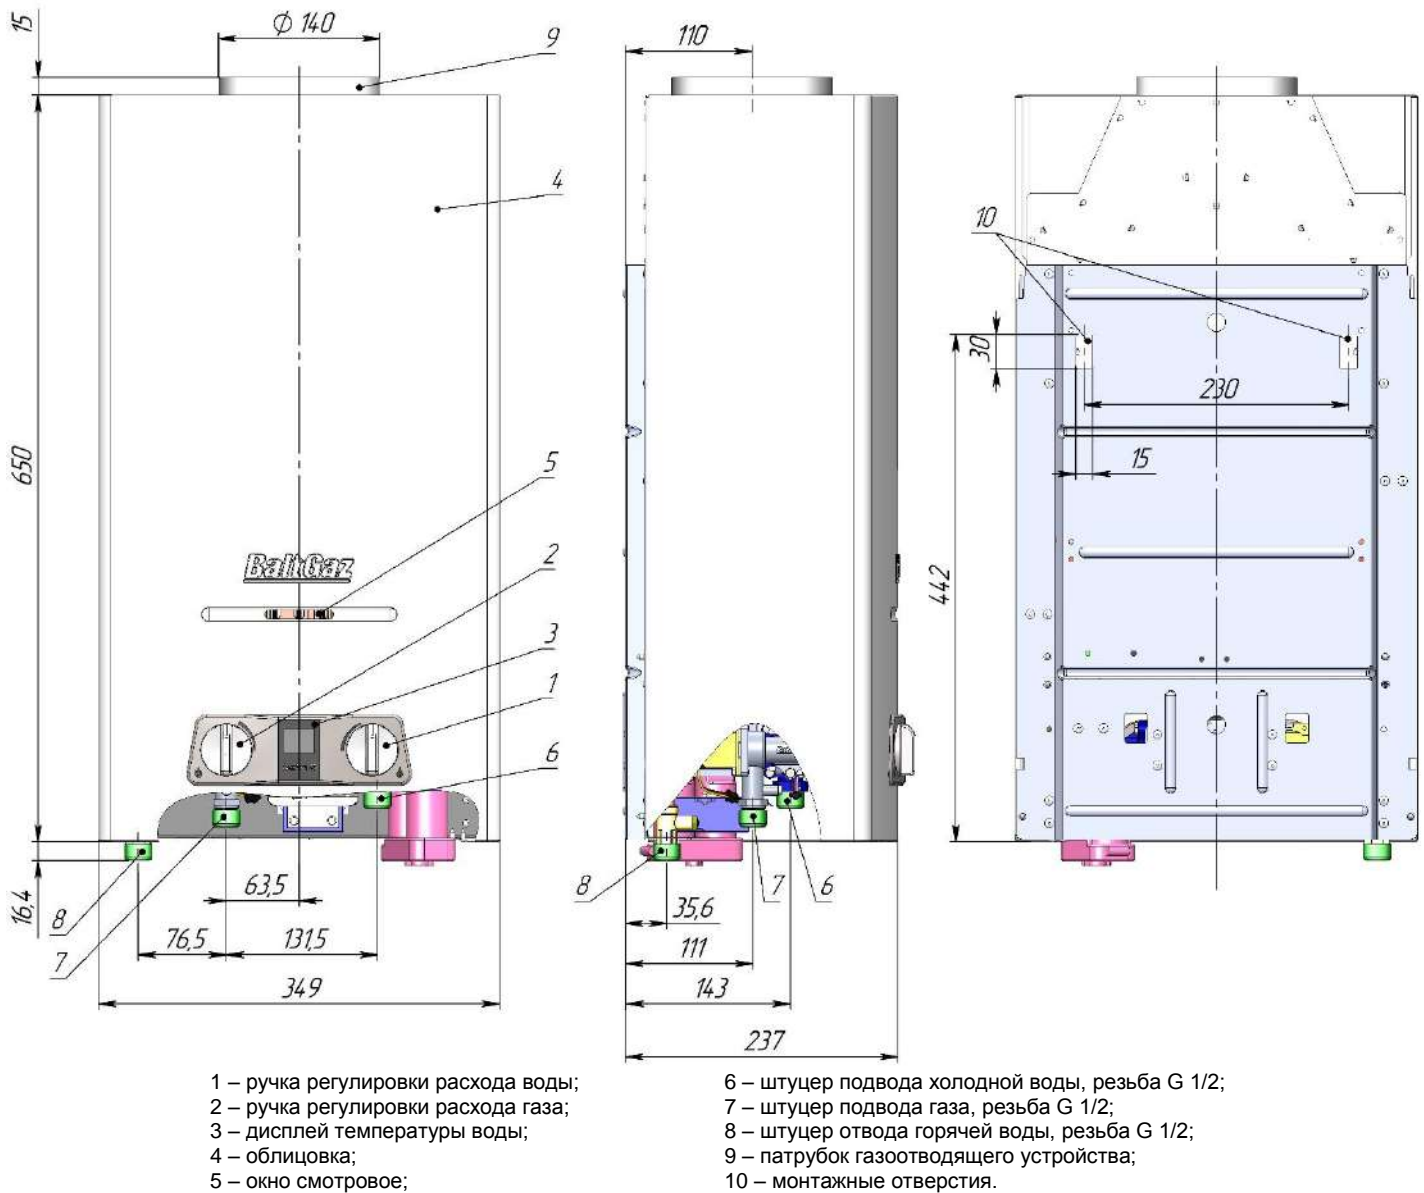 15
Ф 140
9
110
4
10
30
230
15
650
5
BaltGaz
2
442
3
1
6
16,4
8
63,5
7
76,5
131,5
349
8
7
6
35,6
111
143
237
1 – ручка регулировки расхода воды;
2 – ручка регулировки расхода газа;
3 – дисплей температуры воды;
4 – облицовка;
5 – окно смотровое;
6 – штуцер подвода холодной воды, резьба G 1/2;
7 – штуцер подвода газа, резьба G 1/2;
8 – штуцер отвода горячей воды, резьба G 1/2;
9 – патрубок газоотводящего устройства;
10 – монтажные отверстия.